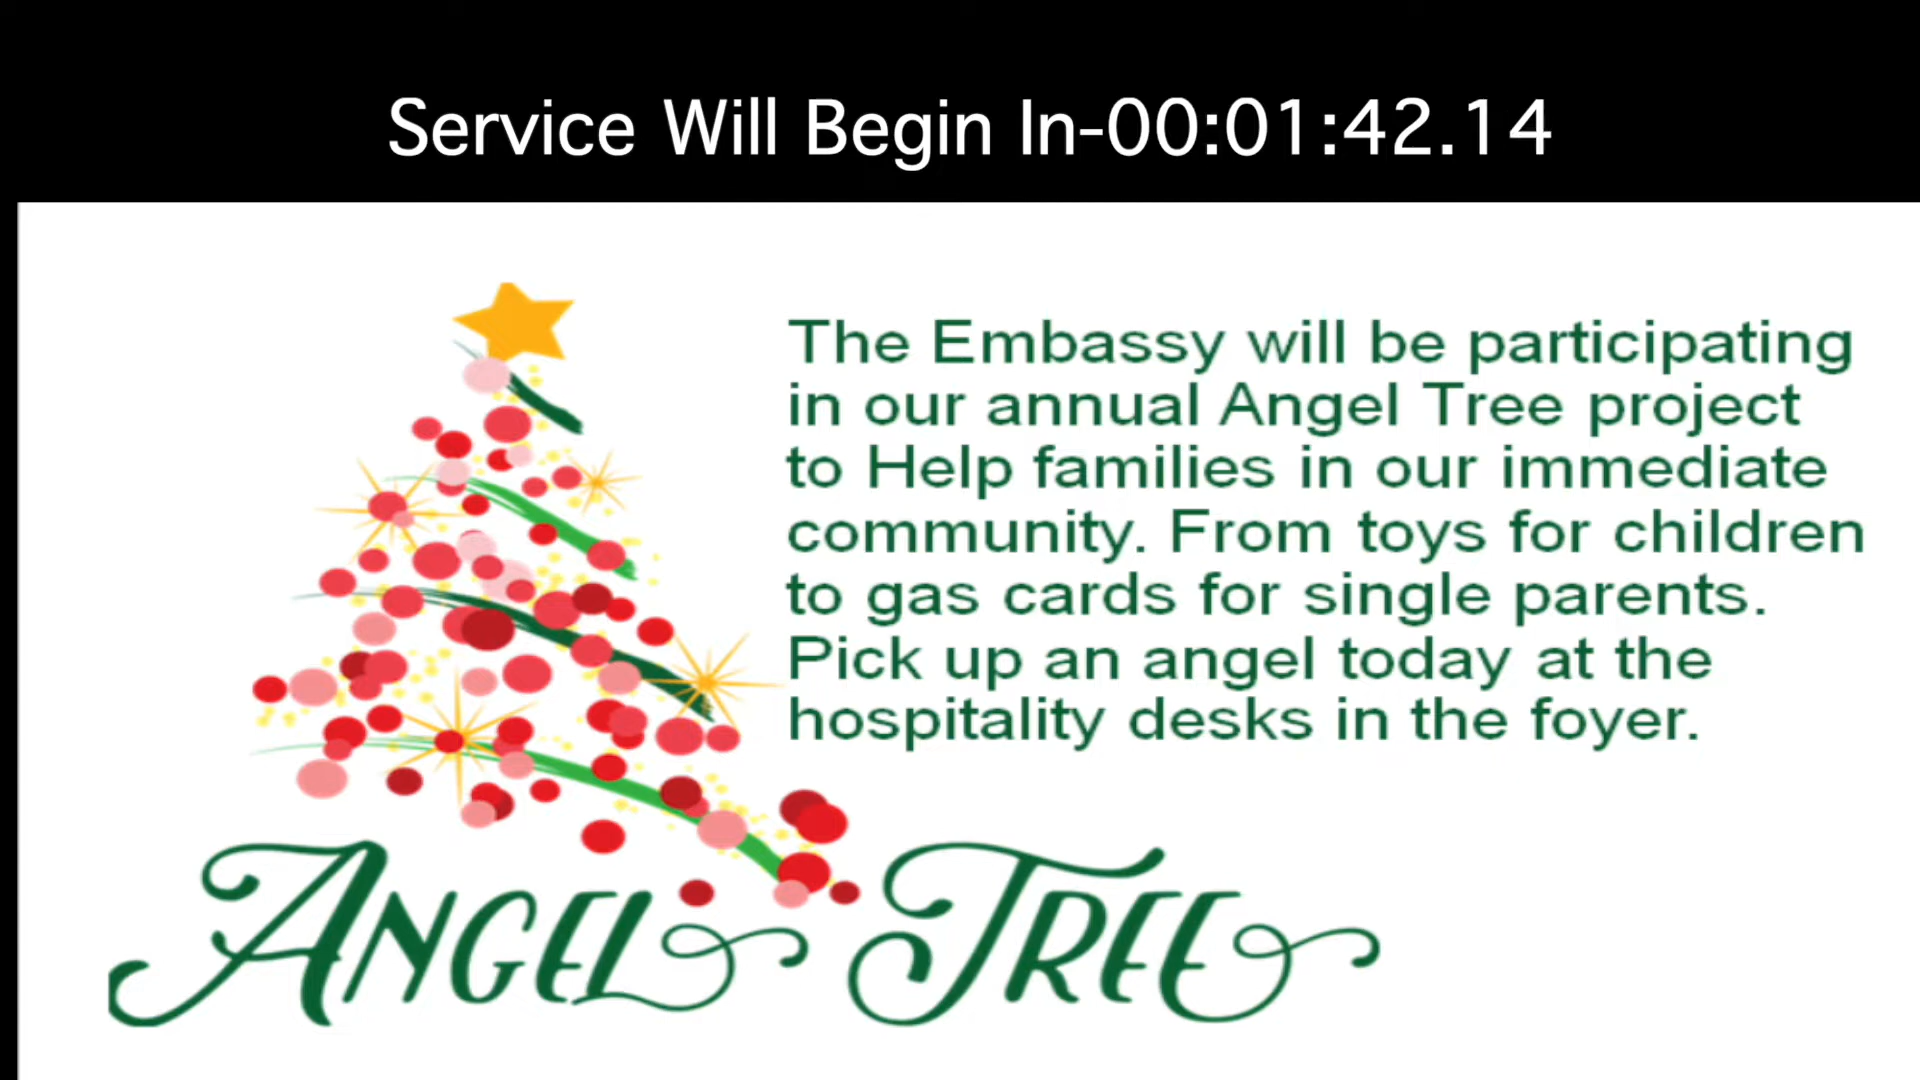 Service Will Begin In-00:01:42.14
The Embassy will be participating
in our annual Angel Tree project
to Help families in our immediate
community. From toys for children
to gas cards for single parents.
Pick up an angel today at the
hospitality desks in the foyer.
ANGEL TREE